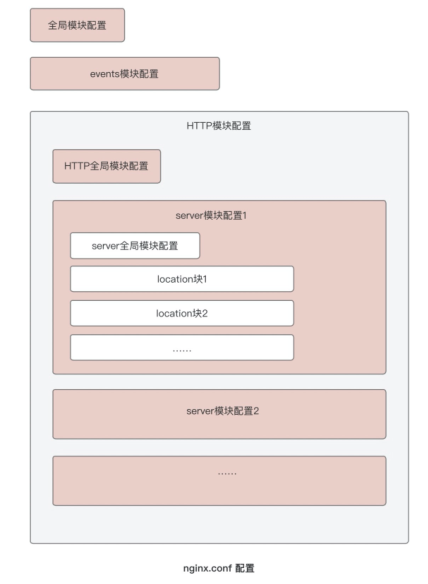 全局模块配置
events模块配置
HTTP模块配置
HTTP全局模块配置
server模块配置1
server全局模块配置
location块1
location块2
……
server模块配置2
……
nginx.conf 配置